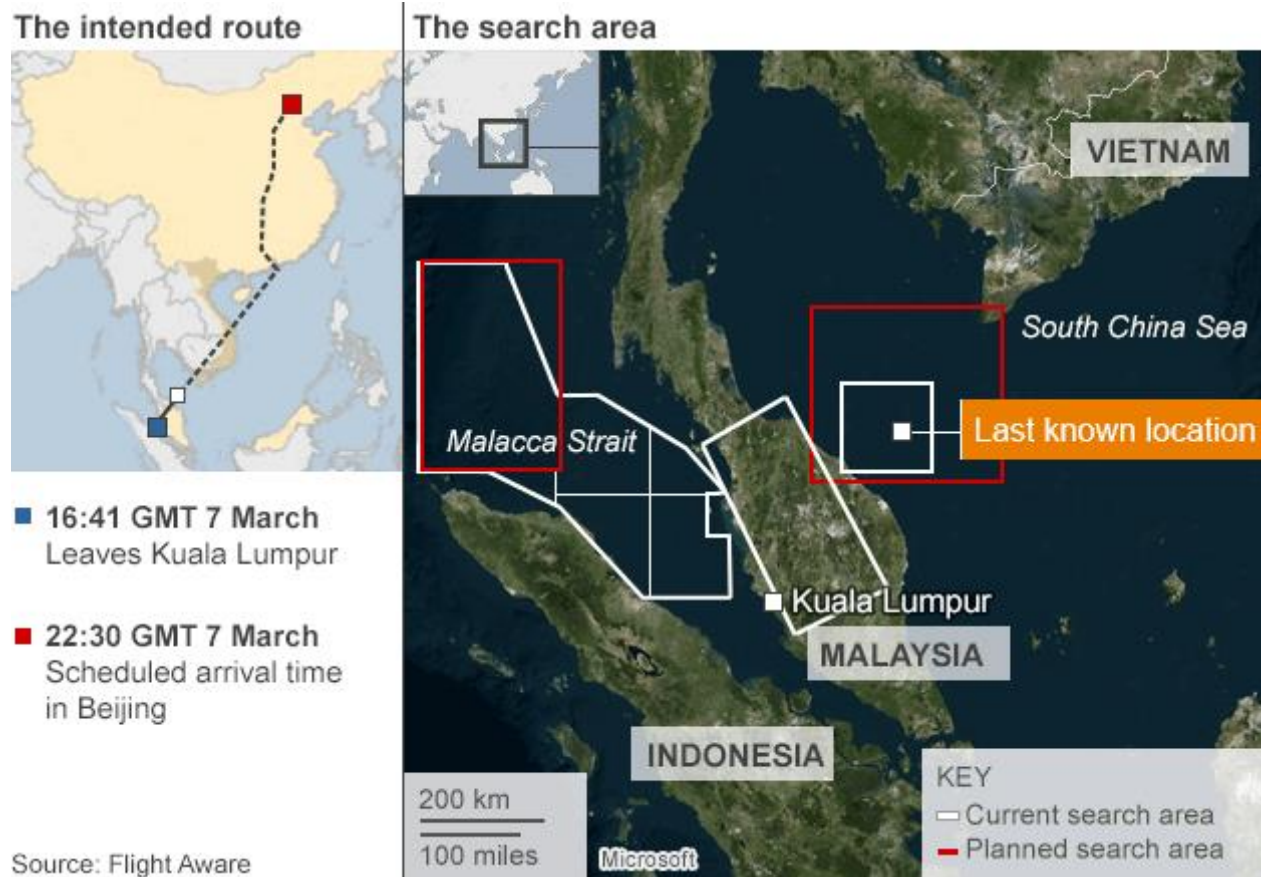 The intended route
16:41 GMT 7 March
Leaves Kuala Lumpur
22:30 GMT 7 March
Scheduled arrival time
in Beijing
Source: Flight Aware
The search area
VIETNAM
South China Sea
Last known location
Malacca Strait
Kuala Lumpur
MALAYSIA
INDONESIA
200 km
100 miles
Microsoft
KEY
Current search area
Planned search area